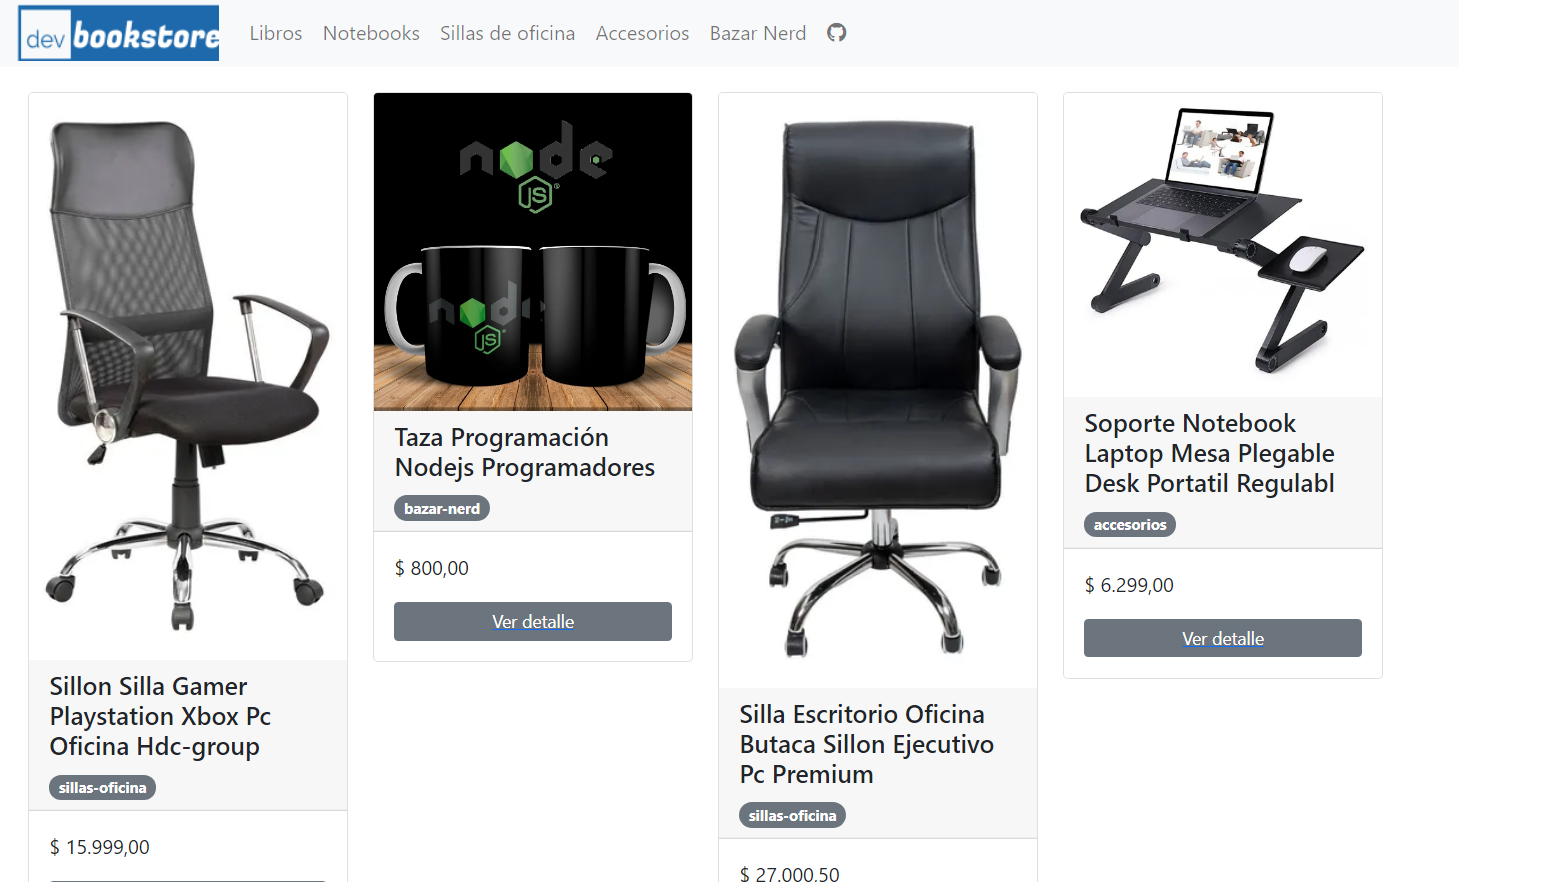 dev bookstore
Libros Notebooks Sillas de oficina Accesorios Bazar Nerd
Sillon Silla Gamer
Playstation Xbox Pc
Oficina Hdc-group
sillas-oficina
$ 15.999,00
node
JS
node
JS
Taza Programación
Nodejs Programadores
bazar-nerd
$ 800,00
Ver detalle
Silla Escritorio Oficina
Butaca Sillon Ejecutivo
Pc Premium
sillas-oficina
$ 27.000,50
Soporte Notebook
Laptop Mesa Plegable
Desk Portatil Regulabl
accesorios
$ 6.299,00
Ver detalle